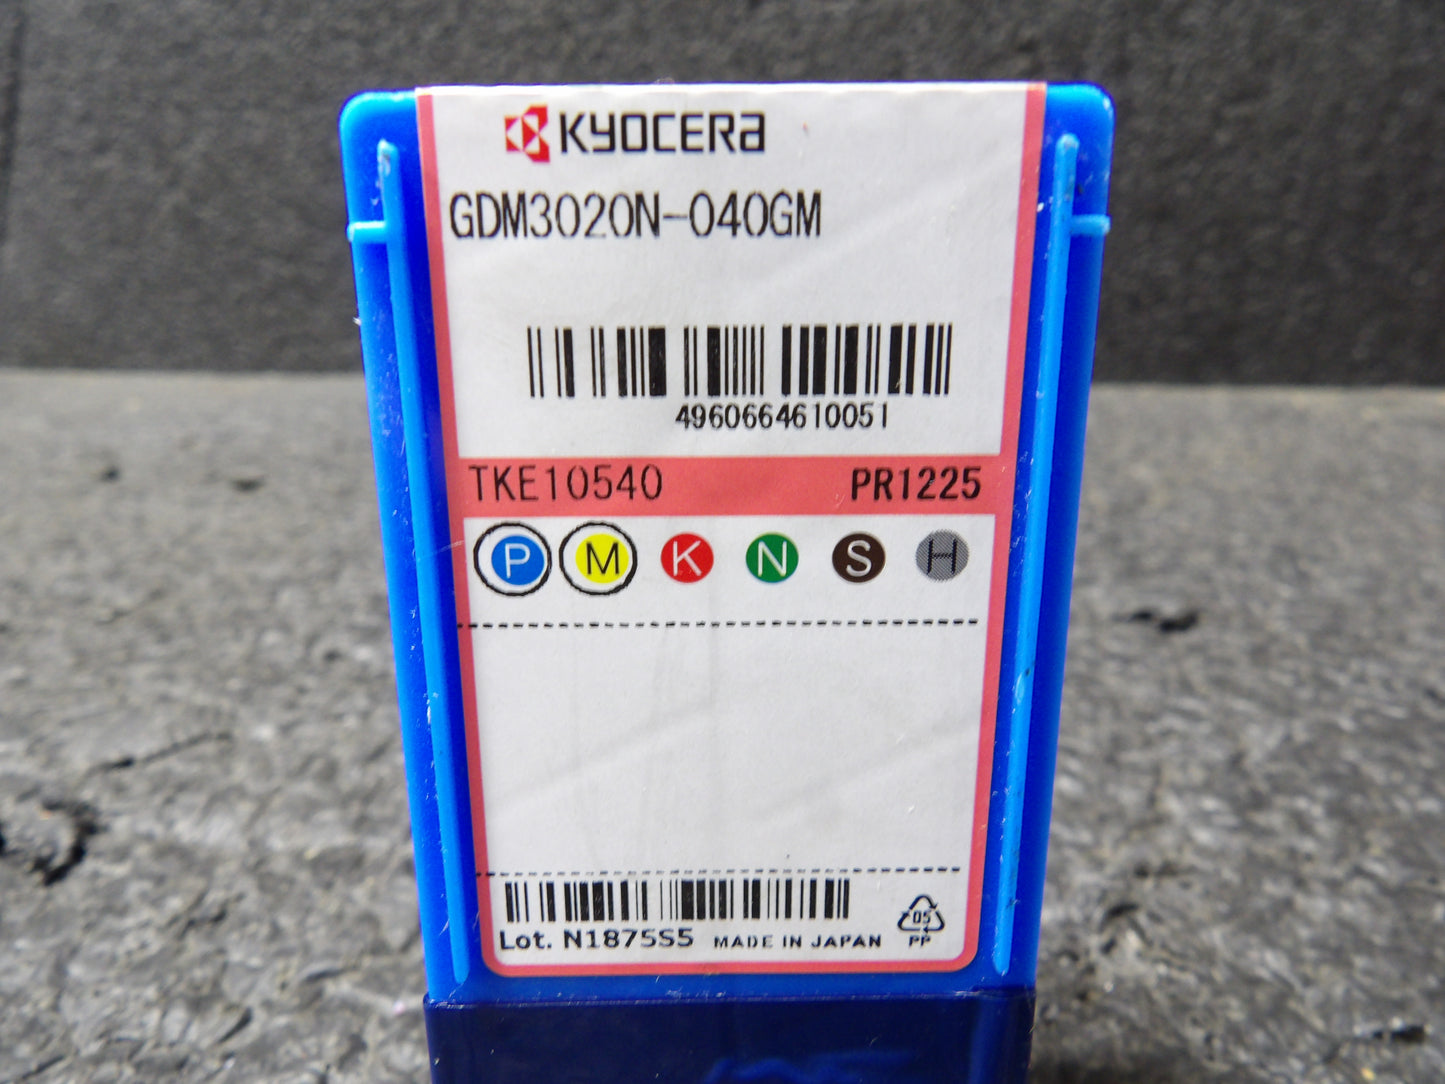 KYOCERA
GDM3020N-040GM
4960664610051
TKE10540 PR1225
P M K N S H
Lot. N1875S5 MADE IN JAPAN
05
PP